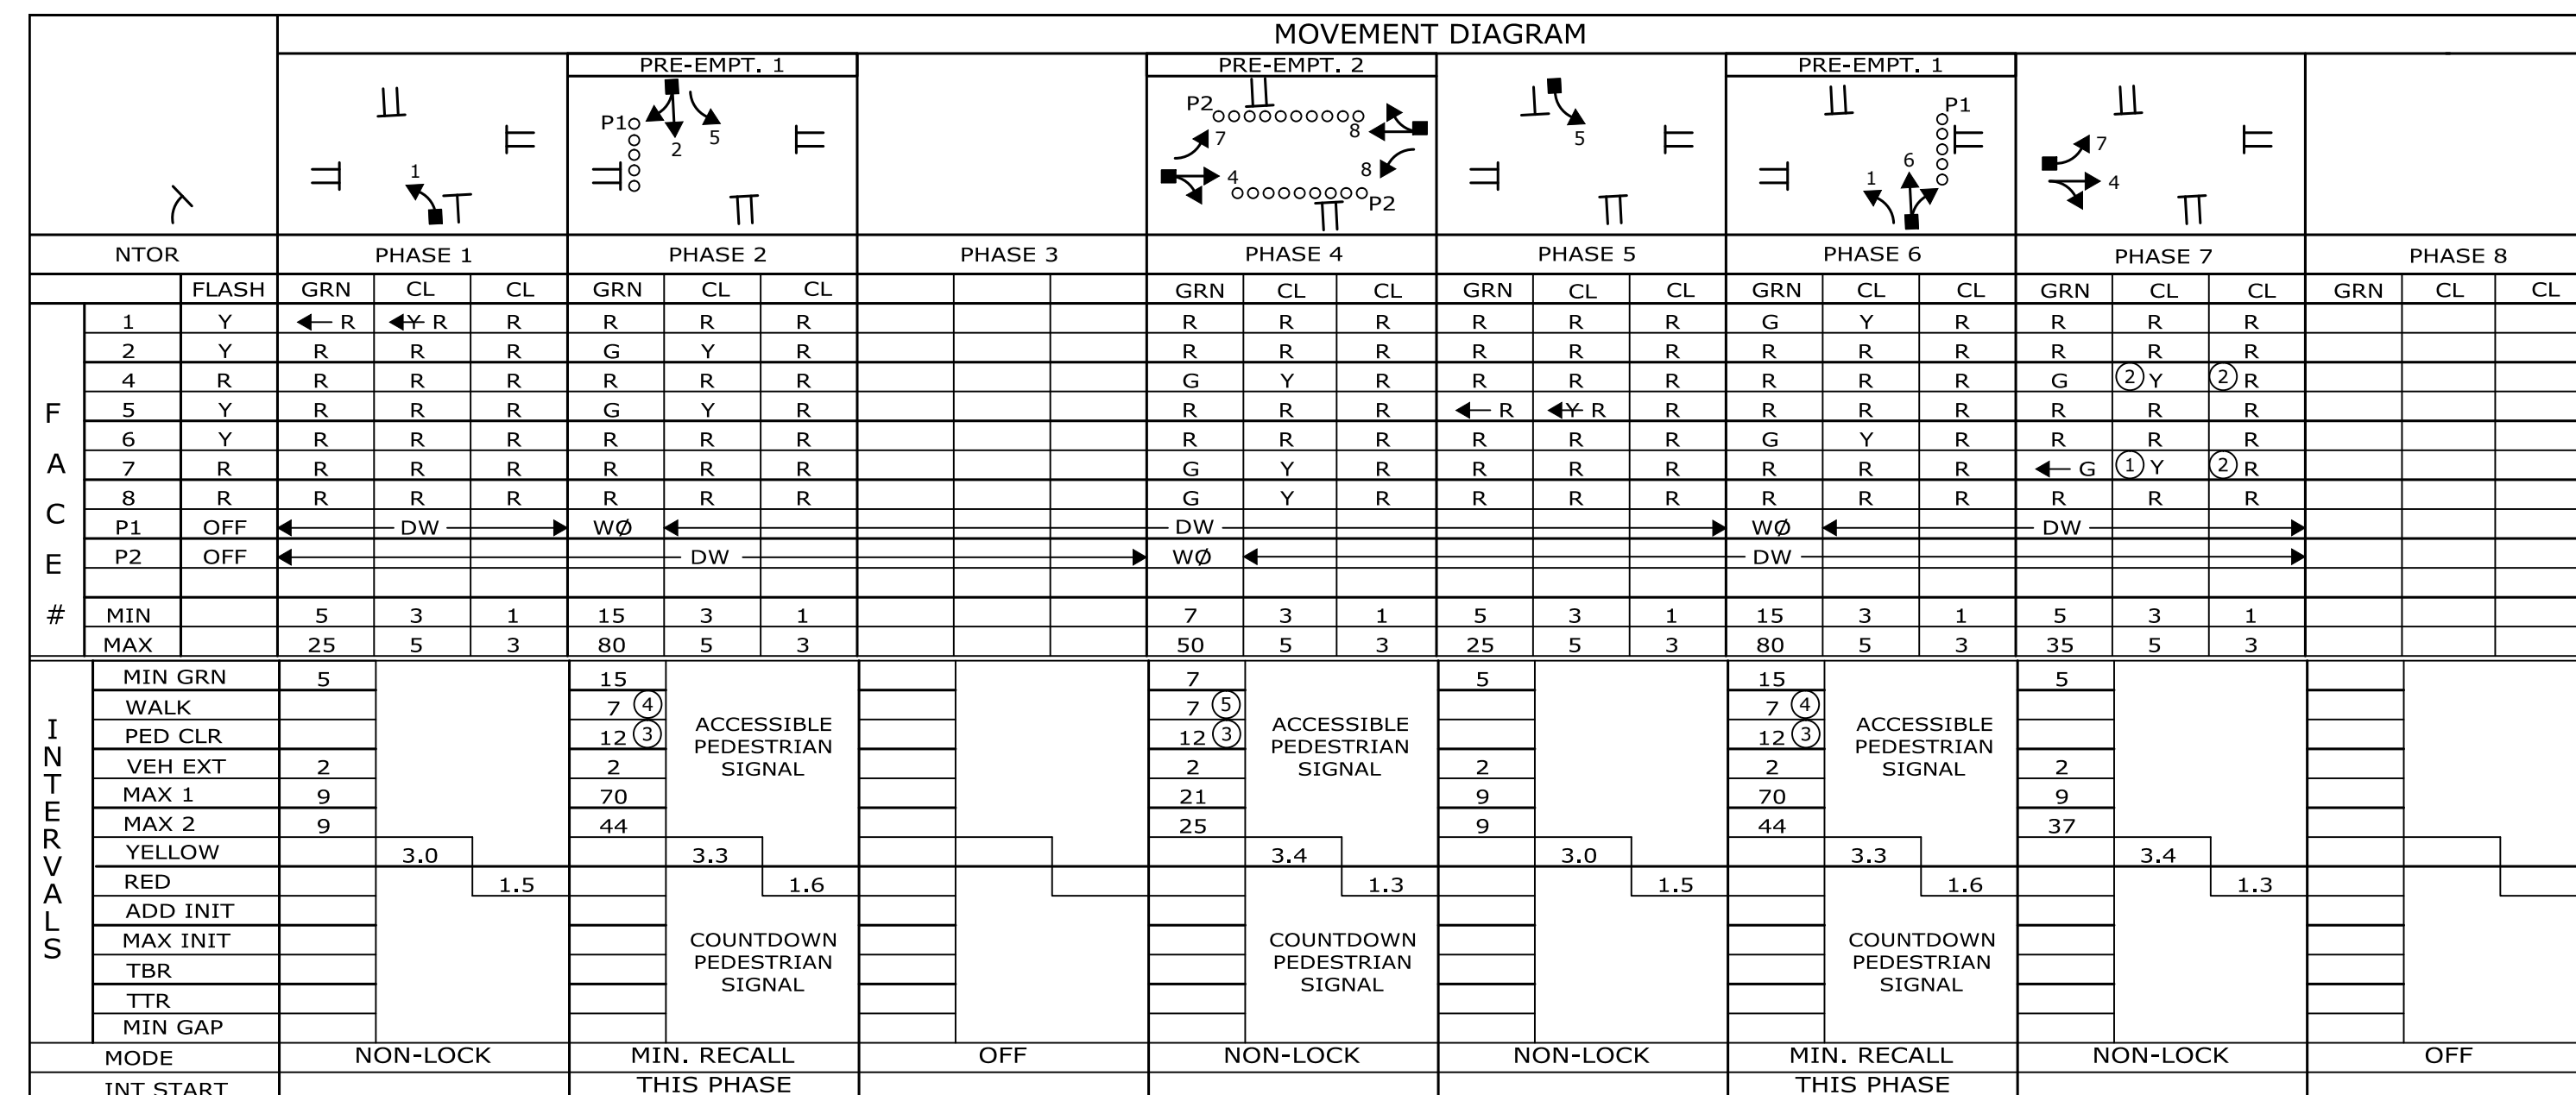 MOVEMENT DIAGRAM
PRE-EMPT. 1 PRE-EMPT. 2 PRE-EMPT. 1
1 P1 2 5 P2 7 4 8 8 P2 5 1 6 P1 7 4
NTOR PHASE 1 PHASE 2 PHASE 3 PHASE 4 PHASE 5 PHASE 6 PHASE 7 PHASE 8
FLASH GRN CL CL GRN CL CL GRN CL CL GRN CL CL GRN CL CL GRN CL CL GRN CL CL
FACE #
1 Y ← R ←Y R R R R R R R R R R R G Y R R R R
2 Y R R R G Y R R R R R R R R R R R R R
4 R R R R R R R G Y R R R R R R R G ② Y ② R
5 Y R R R G Y R R R R ← R ←Y R R R R R R R R
6 Y R R R R R R R R R R R R G Y R R R R
7 R R R R R R R G Y R R R R R R R ← G ① Y ② R
8 R R R R R R R G Y R R R R R R R R R R
P1 OFF DW WØ DW WØ DW
P2 OFF DW WØ DW
MIN 5 3 1 15 3 1 7 3 1 5 3 1 15 3 1 5 3 1
MAX 25 5 3 80 5 3 50 5 3 25 5 3 80 5 3 35 5 3
INTERVALS
MIN GRN 5 15 7 5 15 5
WALK 7 ④ 7 ⑤ 7 ④
PED CLR 12 ③ 12 ③ 12 ③
ACCESSIBLE PEDESTRIAN SIGNAL ACCESSIBLE PEDESTRIAN SIGNAL ACCESSIBLE PEDESTRIAN SIGNAL
VEH EXT 2 2 2 2 2 2
MAX 1 9 70 21 9 70 9
MAX 2 9 44 25 9 44 37
YELLOW 3.0 3.3 3.4 3.0 3.3 3.4
RED 1.5 1.6 1.3 1.5 1.6 1.3
ADD INIT
MAX INIT
COUNTDOWN PEDESTRIAN SIGNAL COUNTDOWN PEDESTRIAN SIGNAL COUNTDOWN PEDESTRIAN SIGNAL
TBR
TTR
MIN GAP
MODE NON-LOCK MIN. RECALL OFF NON-LOCK NON-LOCK MIN. RECALL NON-LOCK OFF
INT START THIS PHASE THIS PHASE